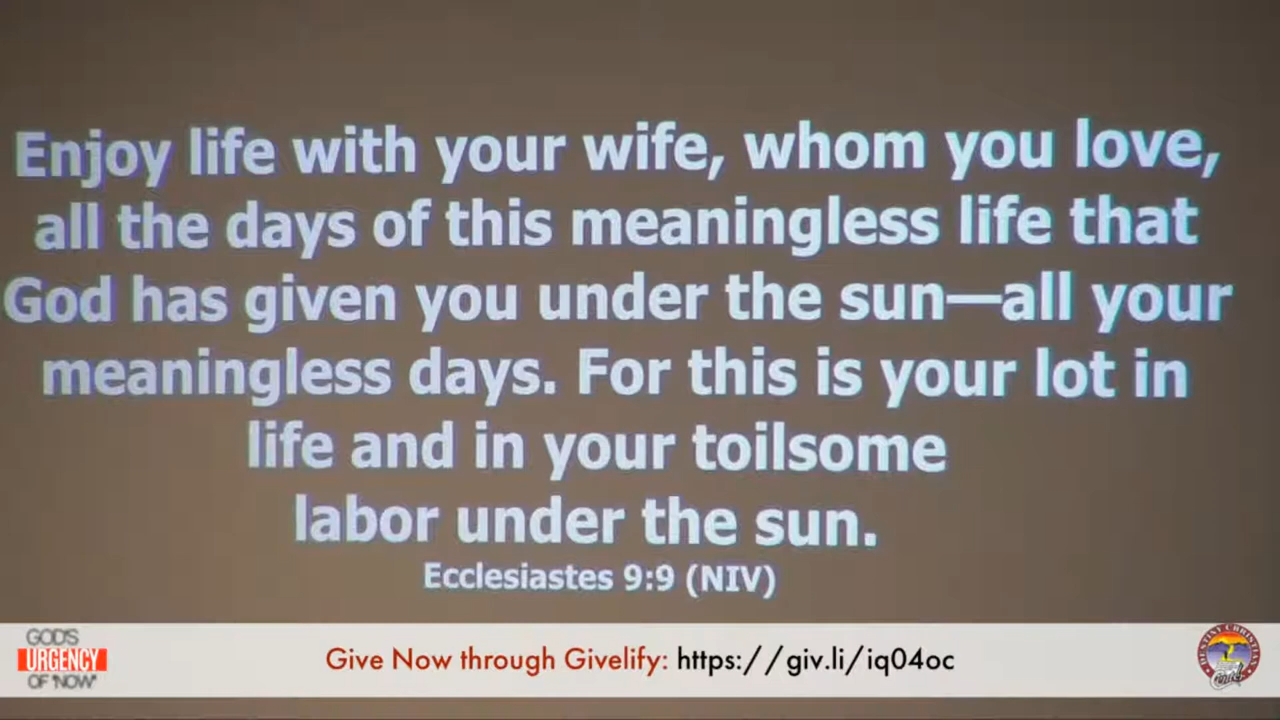 Enjoy life with your wife, whom you love,
all the days of this meaningless life that
God has given you under the sun—all your
meaningless days. For this is your lot in
life and in your toilsome
labor under the sun.
Ecclesiastes 9:9 (NIV)
GOD'S
URGENCY
OF "NOW"
Give Now through Givelify: https://giv.li/iq04oc
DESTINY CHRISTIAN